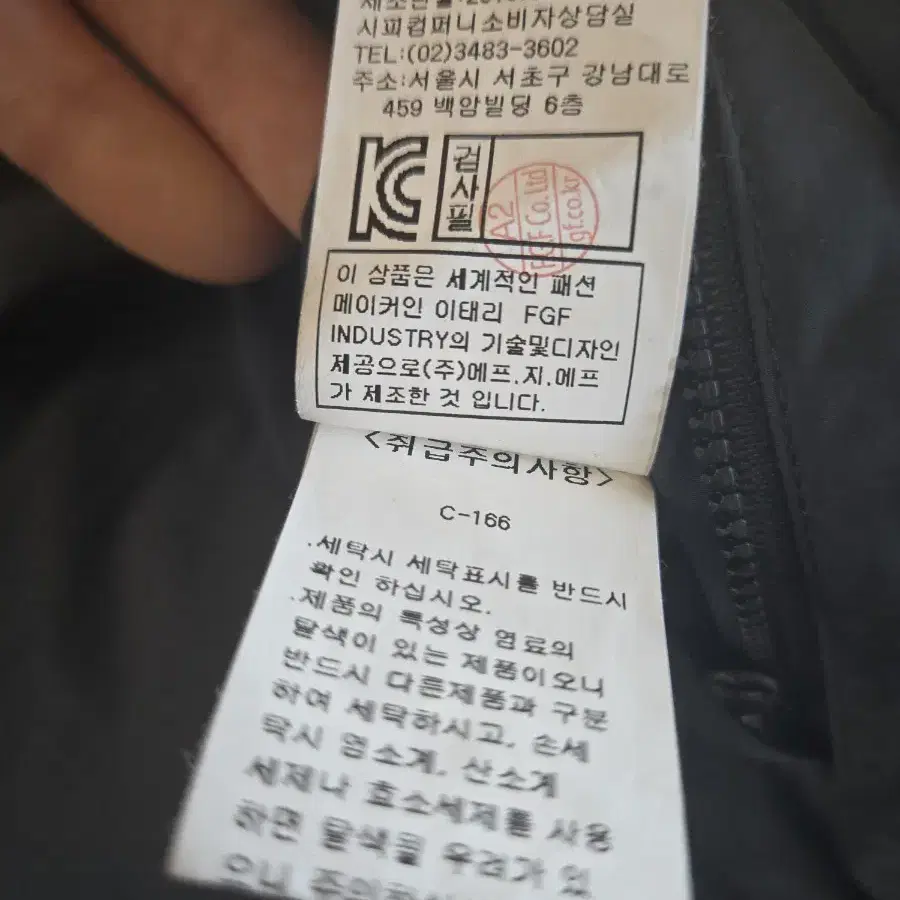 시피컴퍼니소비자상담실
TEL:(02)3483-3602
주소:서울시 서초구 강남대로
459 백암빌딩 6층
검사필
A2
FGF Co.,Ltd
이 상품은 세계적인 패션
메이커인 이태리 FGF
INDUSTRY의 기술및디자인
제공으로(주)에프.지.에프
가 제조한 것 입니다.
<취급주의사항>
C-166
.세탁시 세탁표시를 반드시
확인 하십시오.
.제품의 특성상 염료의
탈색이 있는 제품이오니
반드시 다른제품과 구분
하여 세탁하시고, 손세
탁시 염소계, 산소계
세제나 효소세제를 사용
하면 탈색될 우려가 있
으니